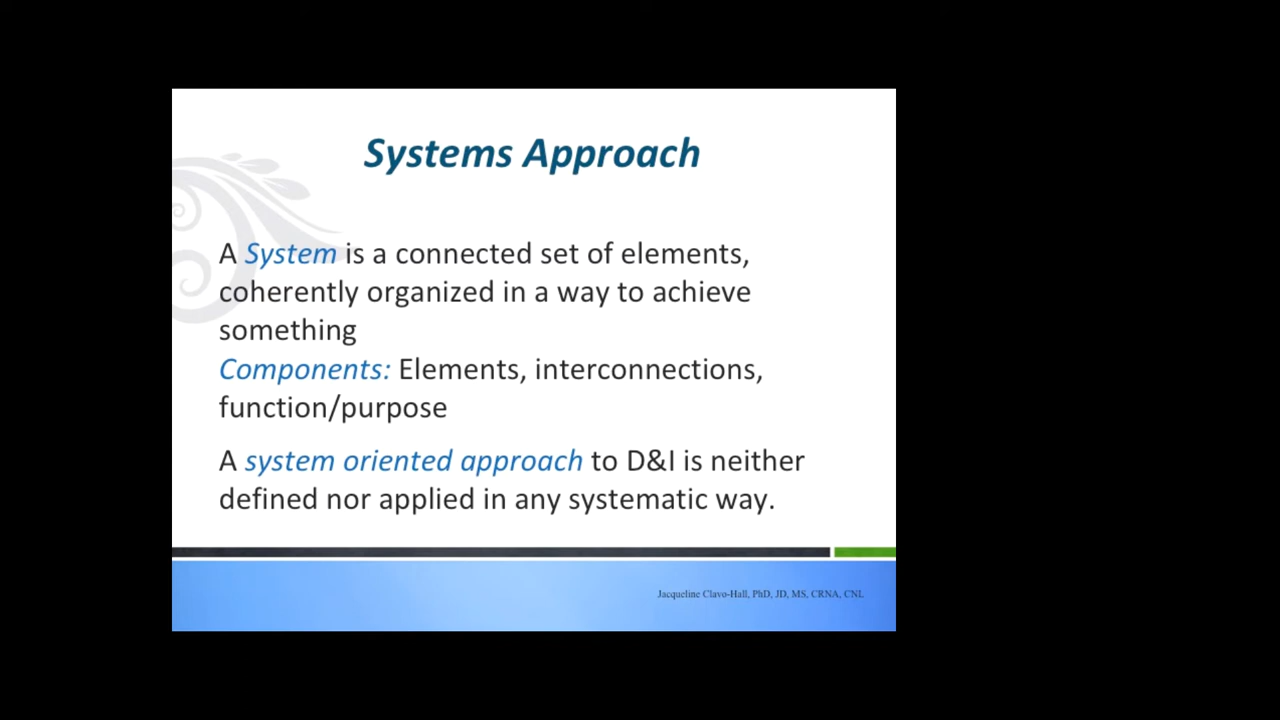 Systems Approach
A System is a connected set of elements,
coherently organized in a way to achieve
something
Components: Elements, interconnections,
function/purpose
A system oriented approach to D&I is neither
defined nor applied in any systematic way.
Jacqueline Clavo-Hall, PhD, JD, MS, CRNA, CNL